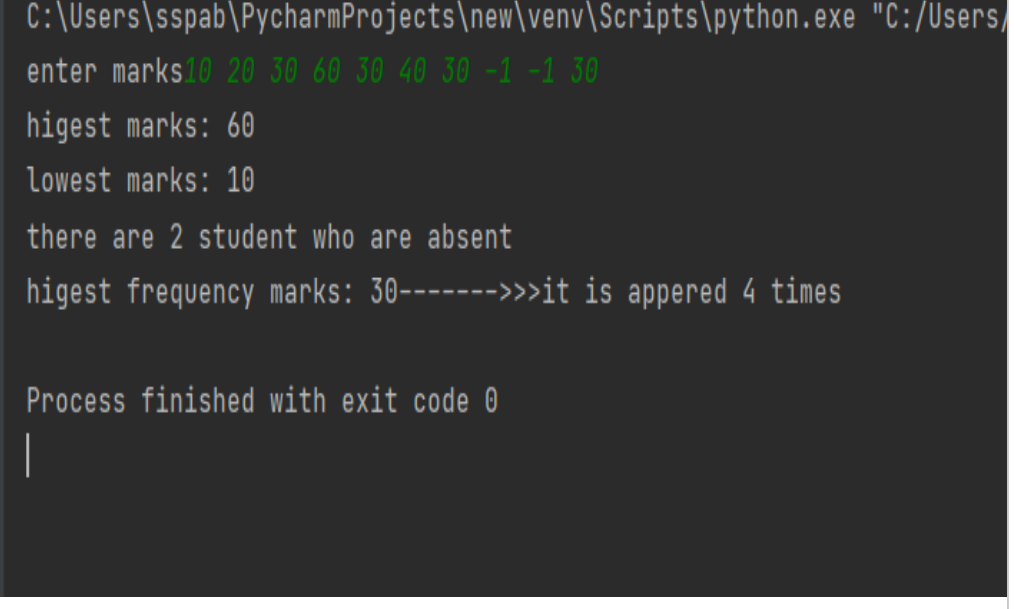 C:\Users\sspab\PycharmProjects\new\venv\Scripts\python.exe "C:/Users/
enter marks10 20 30 60 30 40 30 -1 -1 30
higest marks: 60
lowest marks: 10
there are 2 student who are absent
higest frequency marks: 30------->>>it is appered 4 times
Process finished with exit code 0